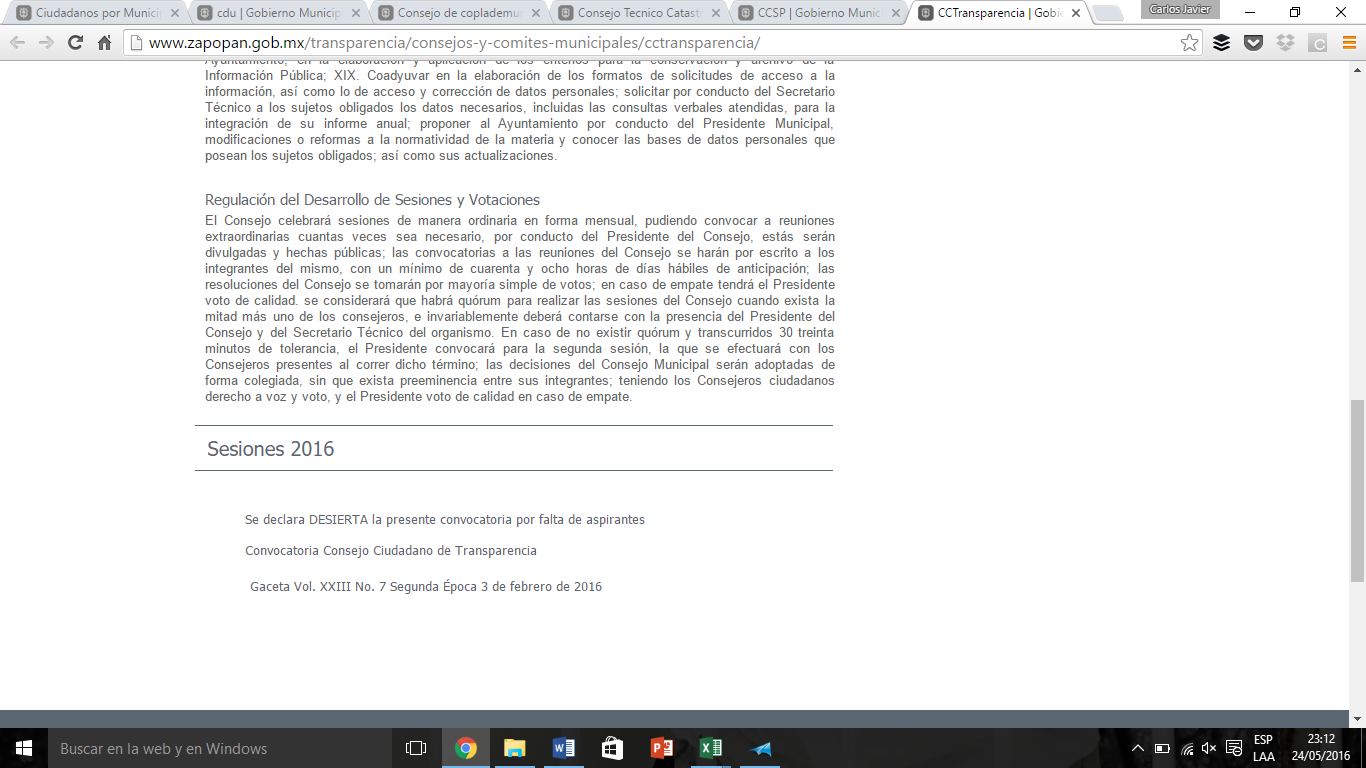 Ciudadanos por Munici
cdu | Gobierno Municip
Consejo de coplademu
Consejo Tecnico Catast
CCSP | Gobierno Munic
CCTransparencia | Gobi
Carlos Javier
www.zapopan.gob.mx/transparencia/consejos-y-comites-municipales/cctransparencia/
Ayuntamiento, en la elaboración y aplicación de los criterios para la conservación y archivo de la
Información Pública; XIX. Coadyuvar en la elaboración de los formatos de solicitudes de acceso a la
información, así como lo de acceso y corrección de datos personales; solicitar por conducto del Secretario
Técnico a los sujetos obligados los datos necesarios, incluidas las consultas verbales atendidas, para la
integración de su informe anual; proponer al Ayuntamiento por conducto del Presidente Municipal,
modificaciones o reformas a la normatividad de la materia y conocer las bases de datos personales que
posean los sujetos obligados; así como sus actualizaciones.
Regulación del Desarrollo de Sesiones y Votaciones
El Consejo celebrará sesiones de manera ordinaria en forma mensual, pudiendo convocar a reuniones
extraordinarias cuantas veces sea necesario, por conducto del Presidente del Consejo, estás serán
divulgadas y hechas públicas; las convocatorias a las reuniones del Consejo se harán por escrito a los
integrantes del mismo, con un mínimo de cuarenta y ocho horas de días hábiles de anticipación; las
resoluciones del Consejo se tomarán por mayoría simple de votos; en caso de empate tendrá el Presidente
voto de calidad. se considerará que habrá quórum para realizar las sesiones del Consejo cuando exista la
mitad más uno de los consejeros, e invariablemente deberá contarse con la presencia del Presidente del
Consejo y del Secretario Técnico del organismo. En caso de no existir quórum y transcurridos 30 treinta
minutos de tolerancia, el Presidente convocará para la segunda sesión, la que se efectuará con los
Consejeros presentes al correr dicho término; las decisiones del Consejo Municipal serán adoptadas de
forma colegiada, sin que exista preeminencia entre sus integrantes; teniendo los Consejeros ciudadanos
derecho a voz y voto, y el Presidente voto de calidad en caso de empate.
Sesiones 2016
Se declara DESIERTA la presente convocatoria por falta de aspirantes
Convocatoria Consejo Ciudadano de Transparencia
Gaceta Vol. XXIII No. 7 Segunda Época 3 de febrero de 2016
Buscar en la web y en Windows
ESP
LAA
23:12
24/05/2016